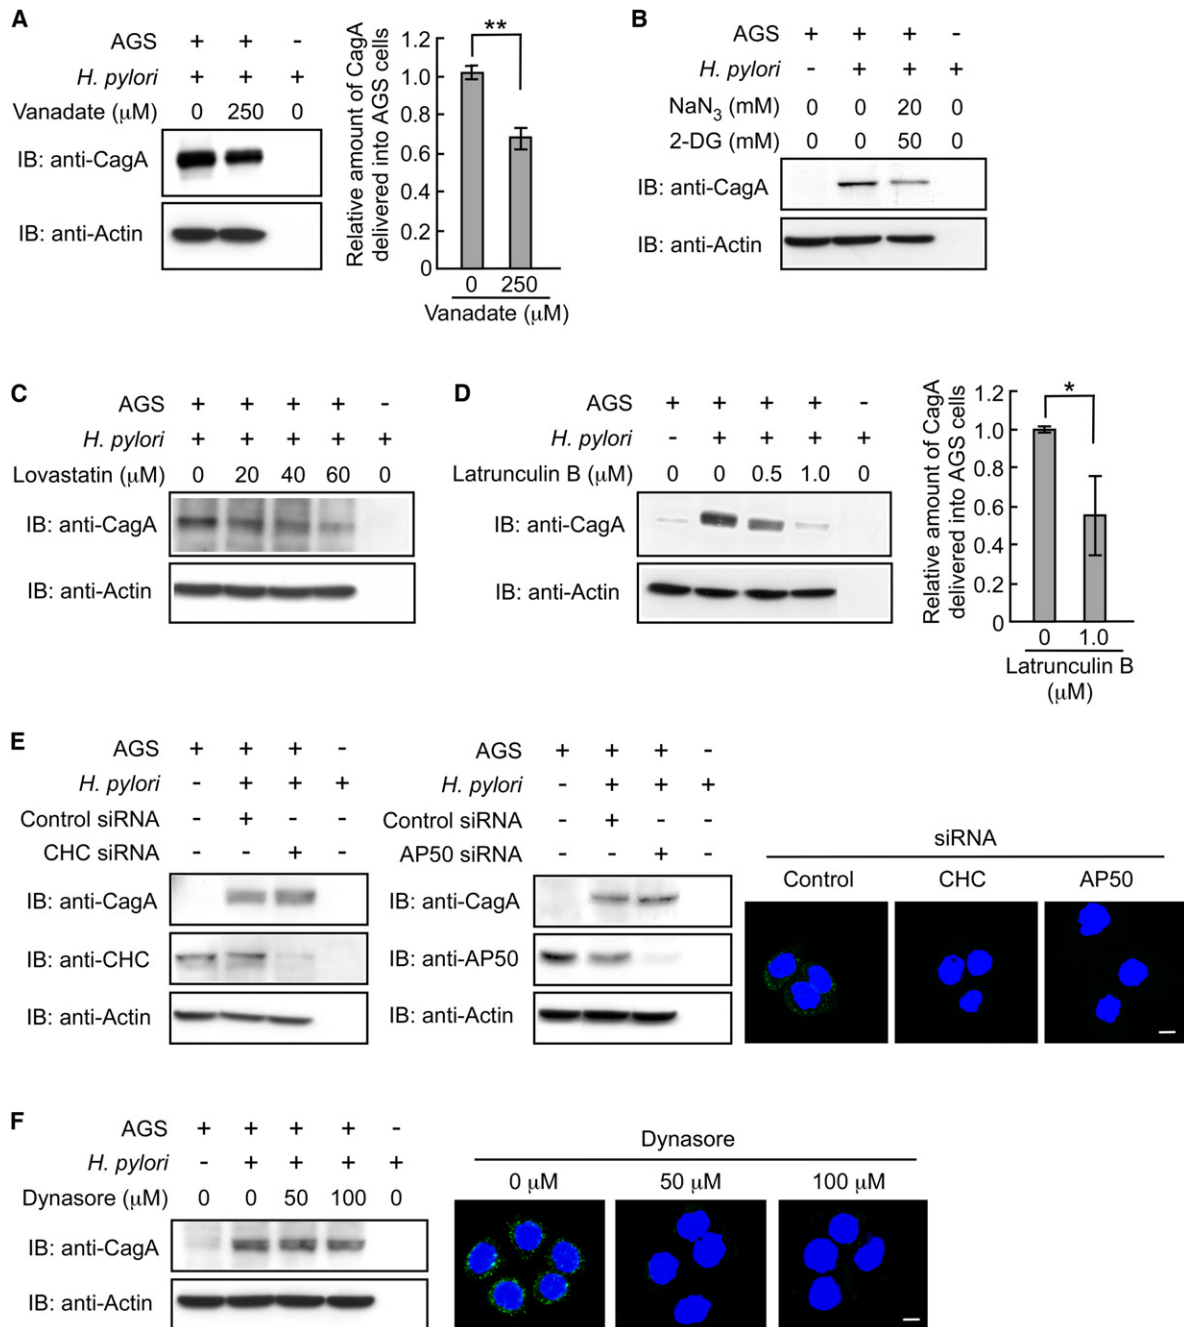 A
AGS + + -
H. pylori + + +
Vanadate (μM) 0 250 0
IB: anti-CagA
IB: anti-Actin
Relative amount of CagA
delivered into AGS cells
1.2
1.0
0.8
0.6
0.4
0.2
0
**
0 250
Vanadate (μM)
B
AGS + + + -
H. pylori - + + +
NaN3 (mM) 0 0 20 0
2-DG (mM) 0 0 50 0
IB: anti-CagA
IB: anti-Actin
C
AGS + + + + -
H. pylori + + + + +
Lovastatin (μM) 0 20 40 60 0
IB: anti-CagA
IB: anti-Actin
D
AGS + + + + -
H. pylori - + + + +
Latrunculin B (μM) 0 0 0.5 1.0 0
IB: anti-CagA
IB: anti-Actin
Relative amount of CagA
delivered into AGS cells
1.2
1.0
0.8
0.6
0.4
0.2
0
*
0 1.0
Latrunculin B
(μM)
E
AGS + + + -
H. pylori - + + +
Control siRNA - + - -
CHC siRNA - - + -
IB: anti-CagA
IB: anti-CHC
IB: anti-Actin
AGS + + + -
H. pylori - + + +
Control siRNA - + - -
AP50 siRNA - - + -
IB: anti-CagA
IB: anti-AP50
IB: anti-Actin
siRNA
Control CHC AP50
F
AGS + + + + -
H. pylori - + + + +
Dynasore (μM) 0 0 50 100 0
IB: anti-CagA
IB: anti-Actin
Dynasore
0 μM 50 μM 100 μM